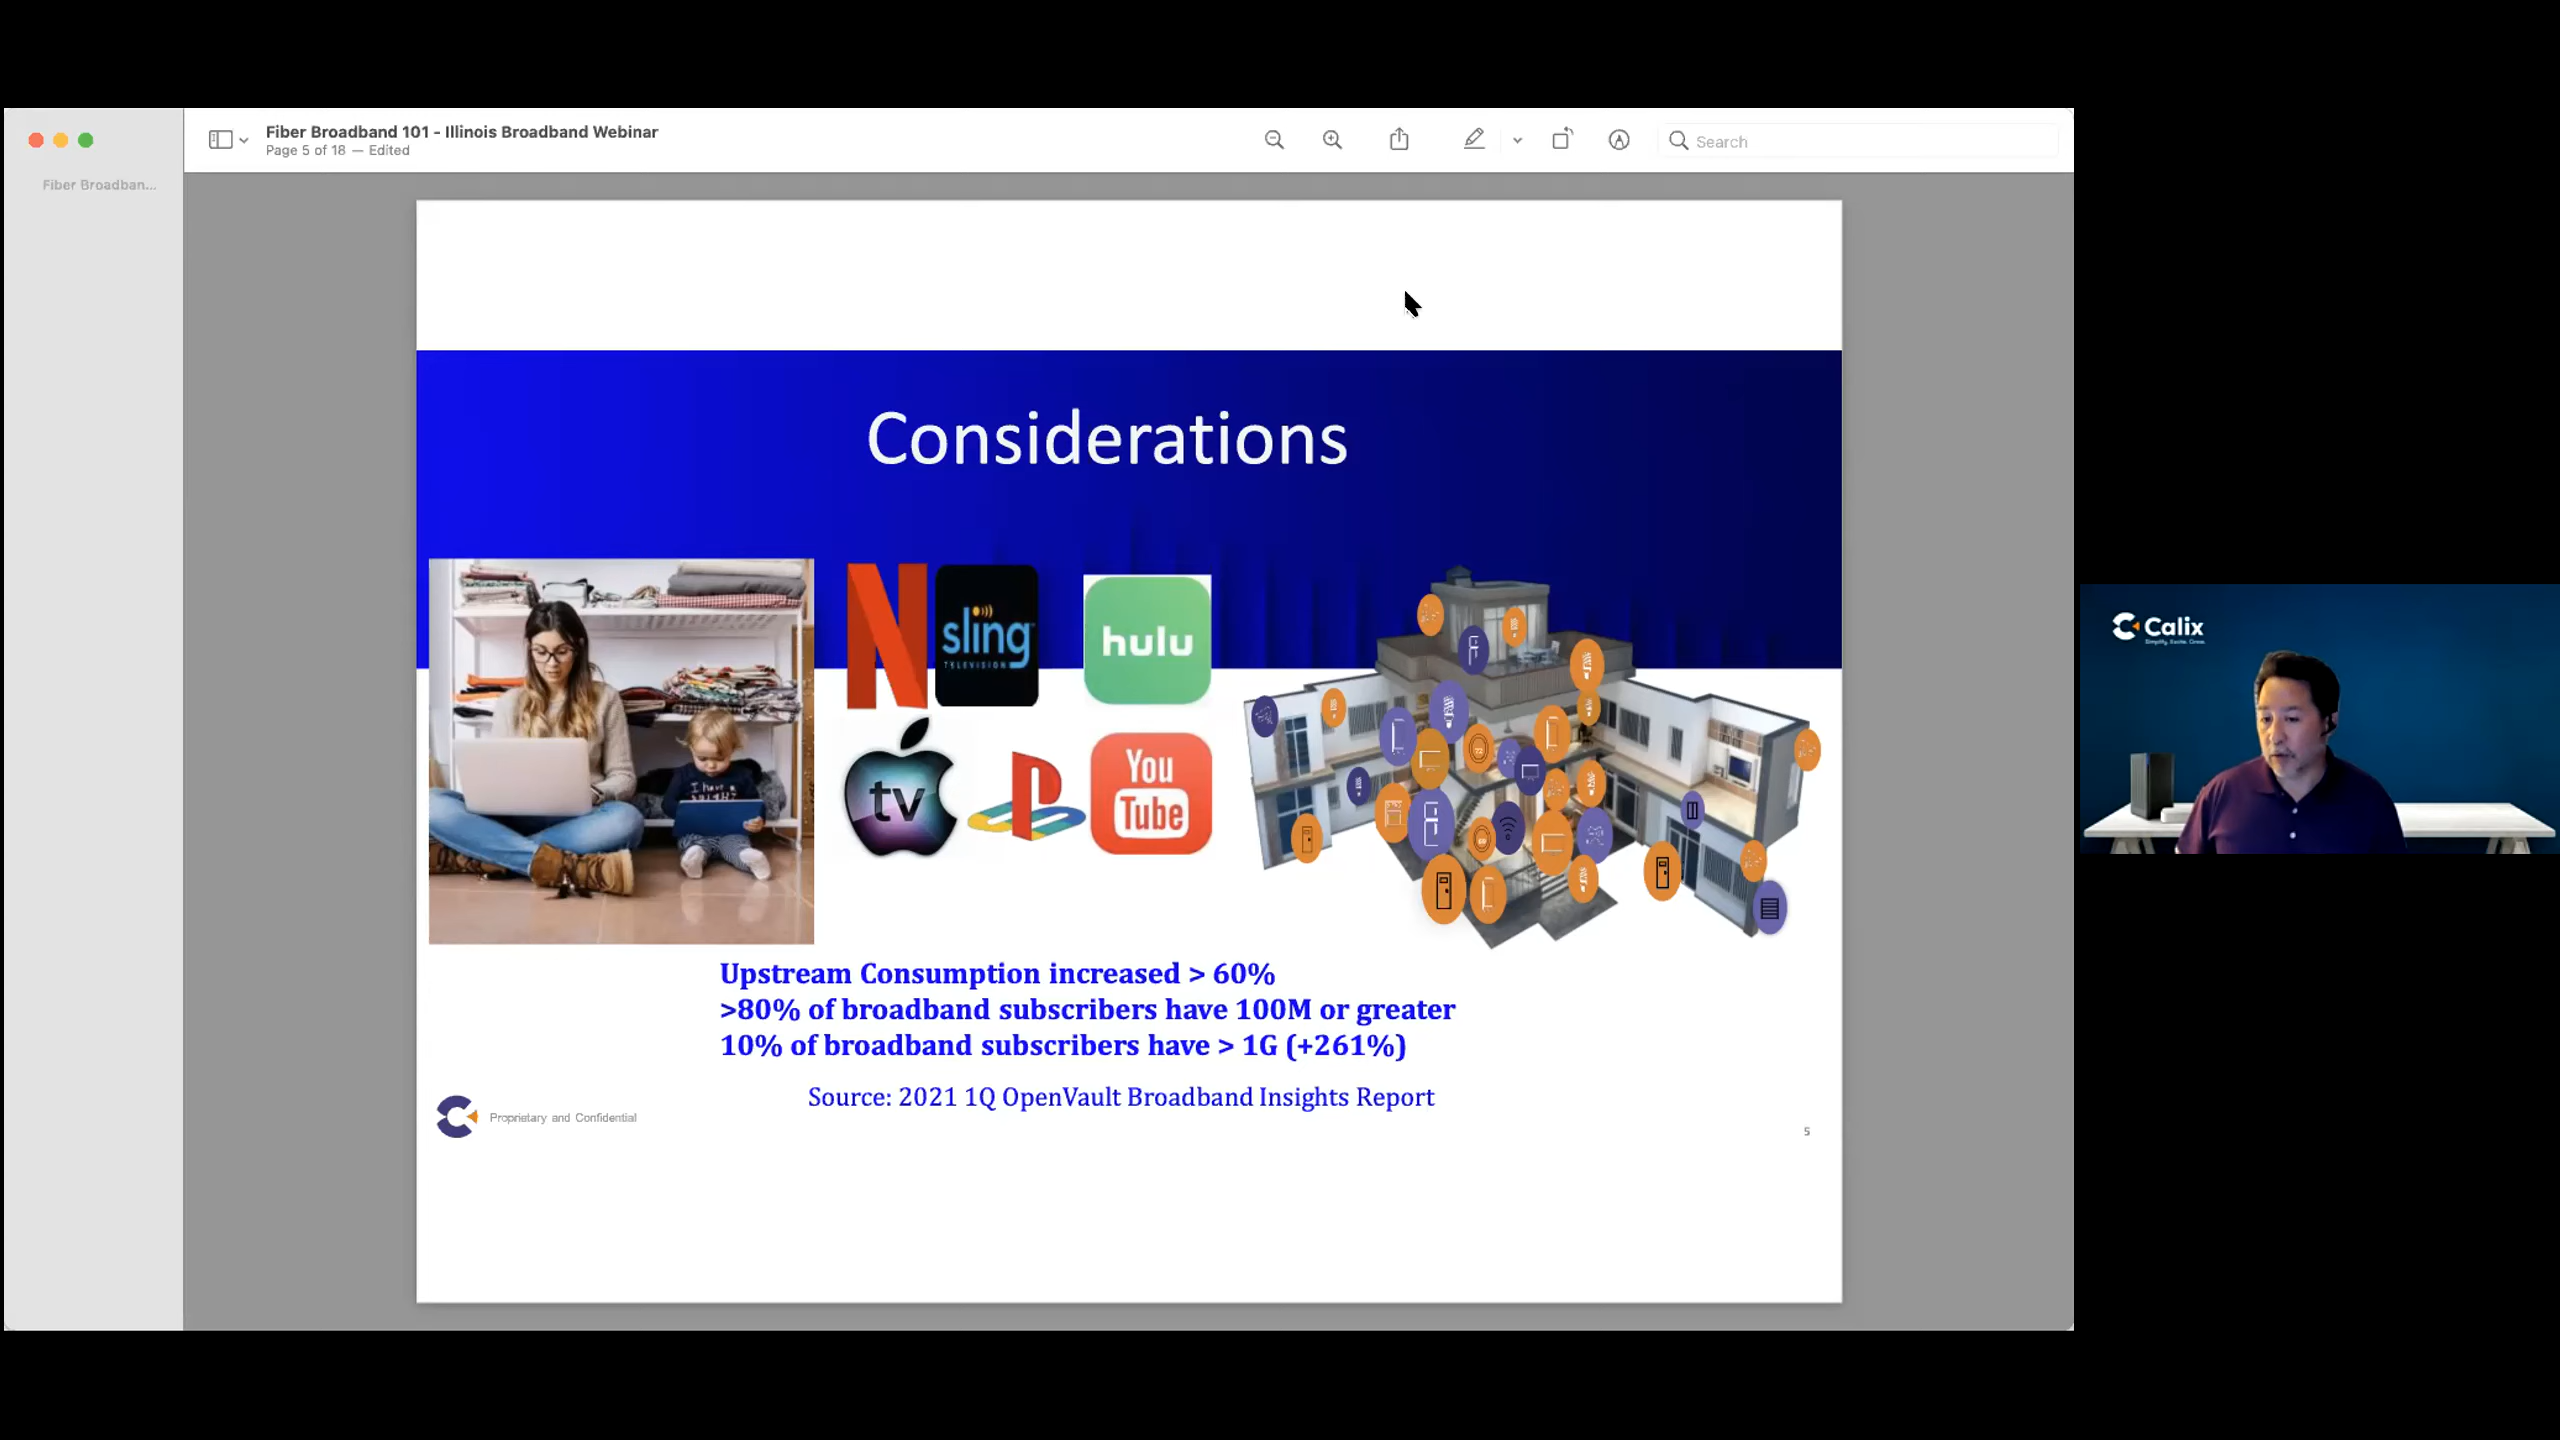 Fiber Broadband 101 - Illinois Broadband Webinar
Page 5 of 18 — Edited
Search
Fiber Broadban...
Considerations
sling
TELEVISION
hulu
tv
You
Tube
Calix
Upstream Consumption increased > 60%
>80% of broadband subscribers have 100M or greater
10% of broadband subscribers have > 1G (+261%)
Source: 2021 1Q OpenVault Broadband Insights Report
Proprietary and Confidential
5